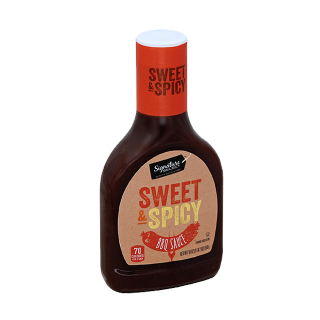 SWEET
& SPICY
Signature
SWEET
& SPICY
BBQ SAUCE
70